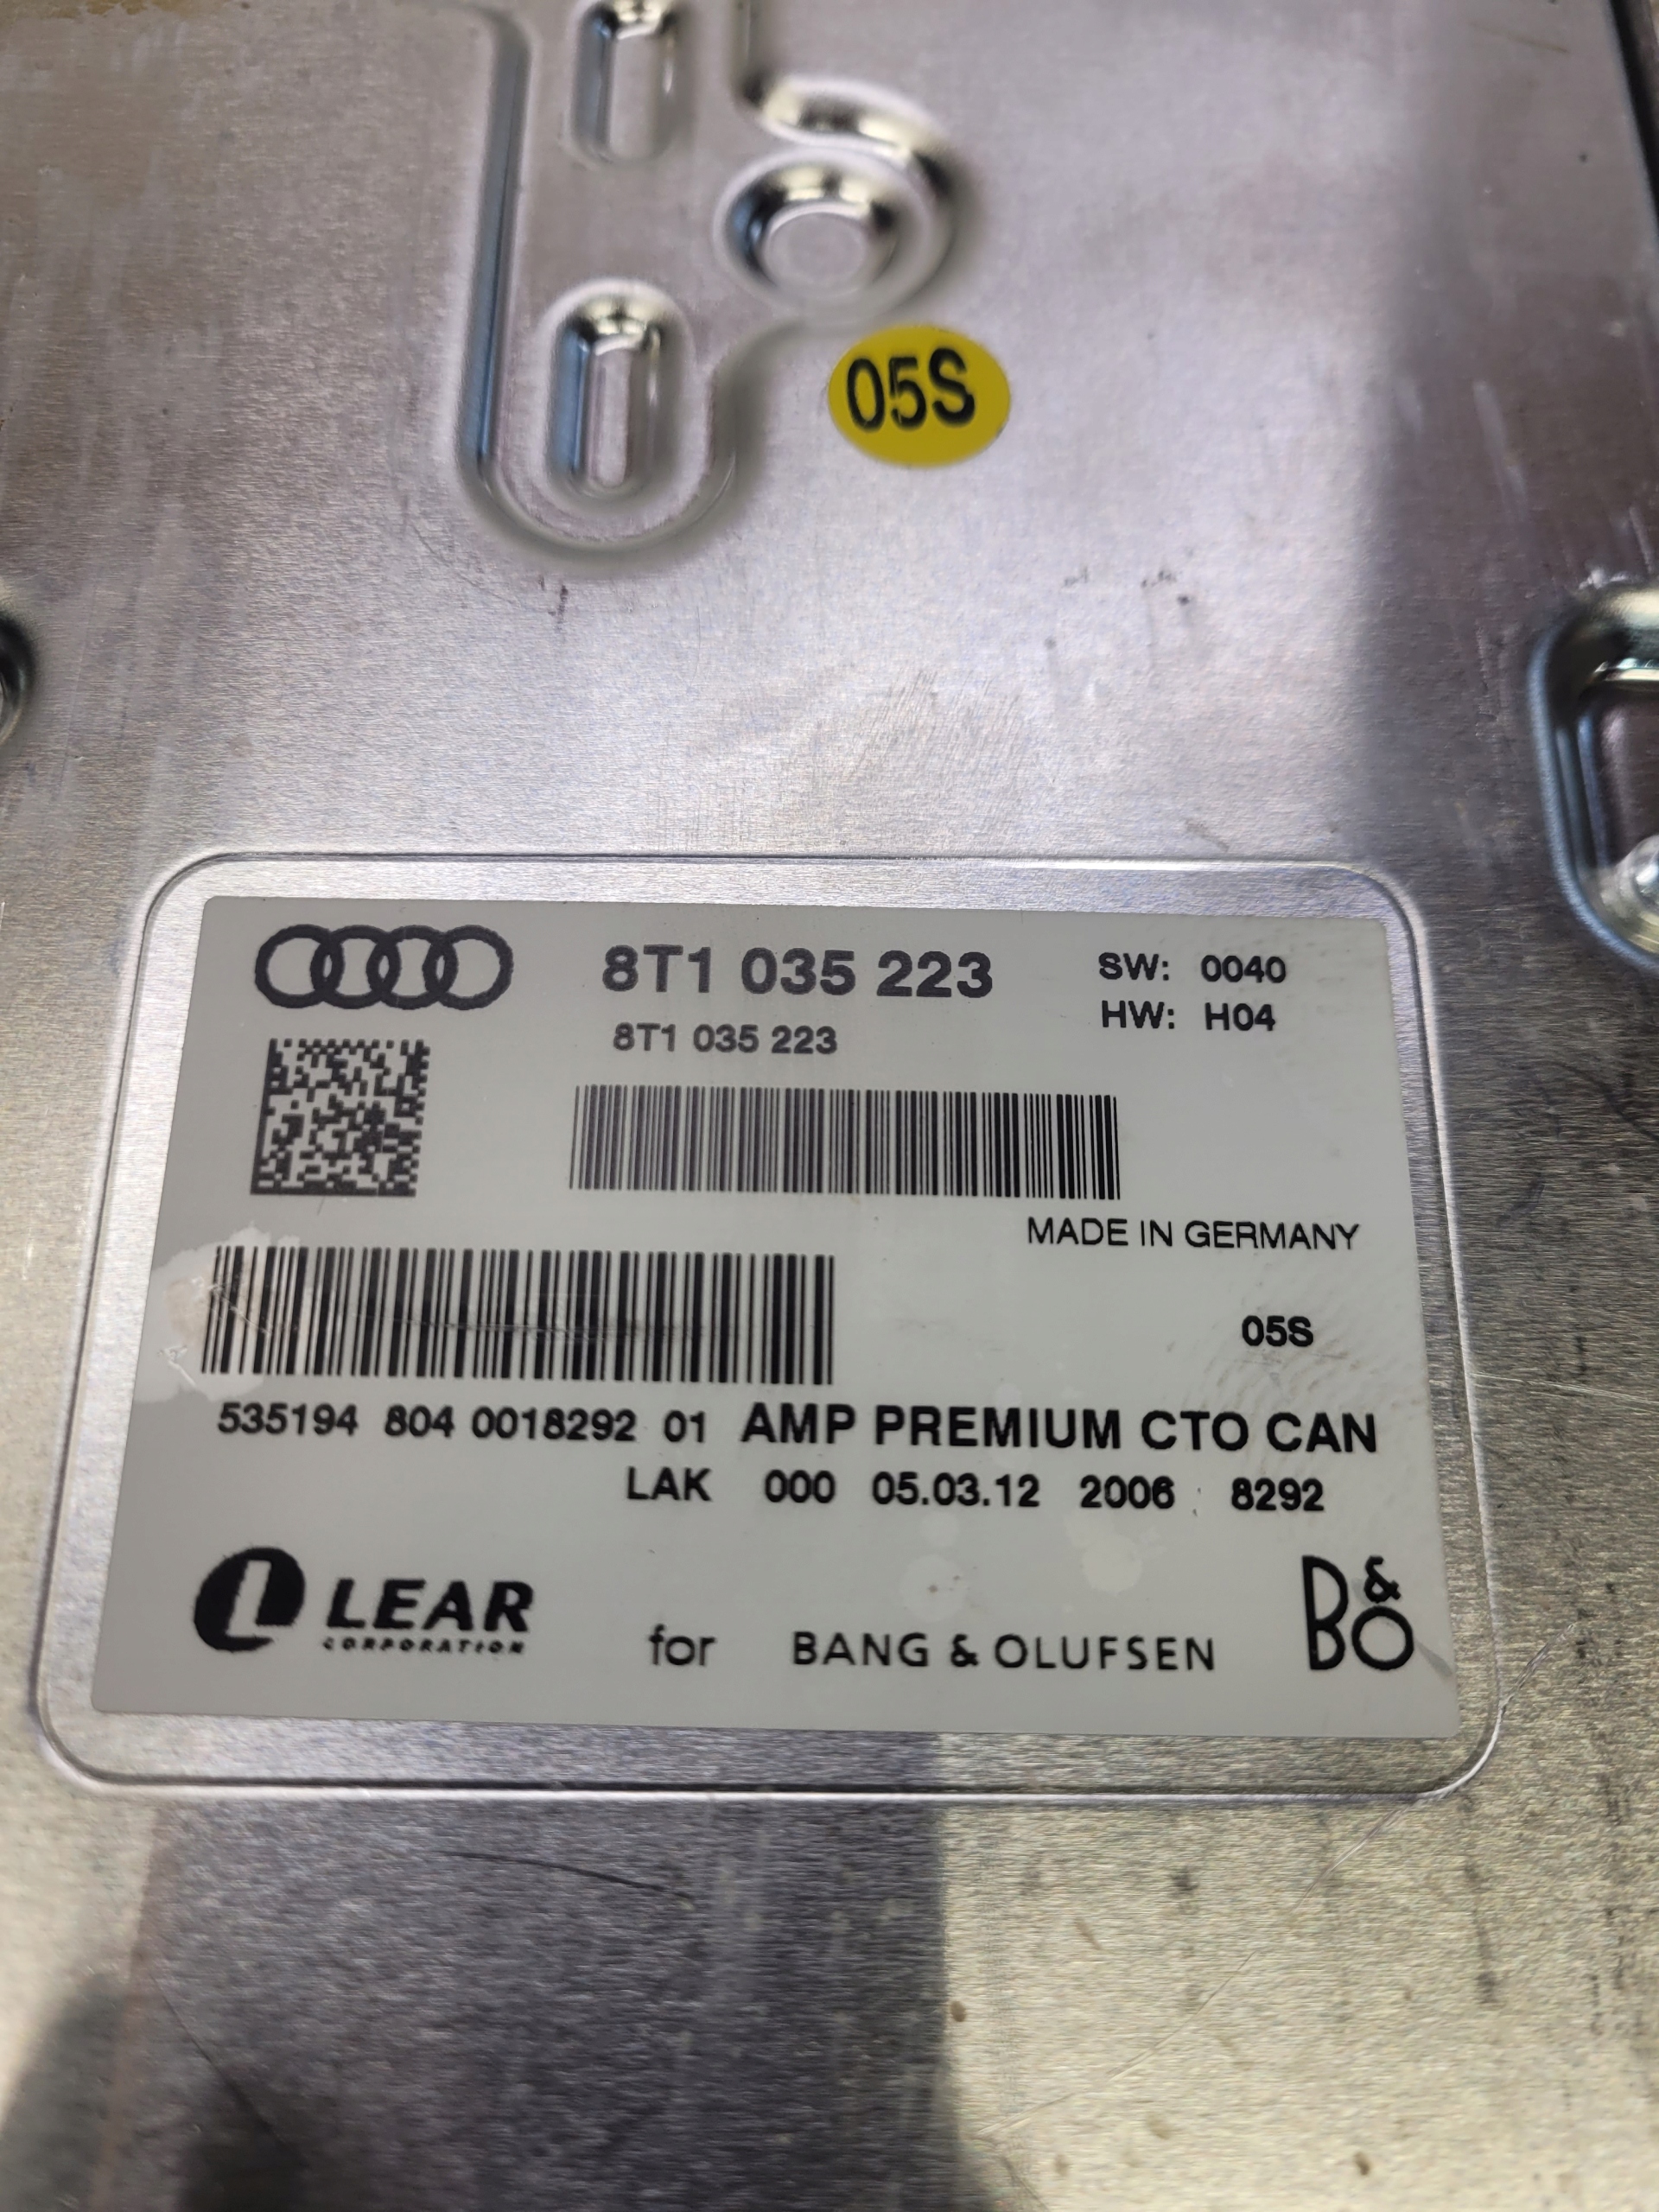 05S
8T1 035 223 SW: 0040
8T1 035 223 HW: H04
MADE IN GERMANY
05S
535194 804 0018292 01 AMP PREMIUM CTO CAN
LAK 000 05.03.12 2006 8292
LEAR
CORPORATION
for BANG & OLUFSEN B&O